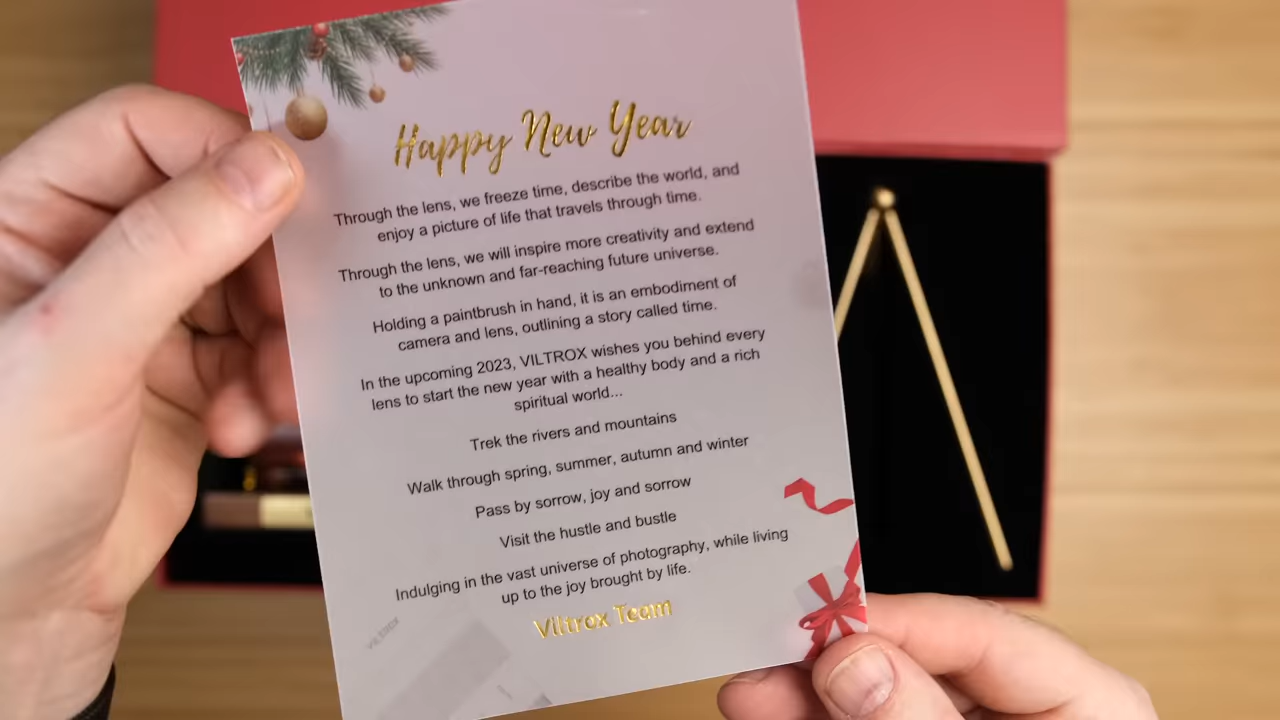 Happy New Year
Through the lens, we freeze time, describe the world, and
enjoy a picture of life that travels through time.
Through the lens, we will inspire more creativity and extend
to the unknown and far-reaching future universe.
Holding a paintbrush in hand, it is an embodiment of
camera and lens, outlining a story called time.
In the upcoming 2023, VILTROX wishes you behind every
lens to start the new year with a healthy body and a rich
spiritual world...
Trek the rivers and mountains
Walk through spring, summer, autumn and winter
Pass by sorrow, joy and sorrow
Visit the hustle and bustle
Indulging in the vast universe of photography, while living
up to the joy brought by life.
Viltrox Team
VILTROX